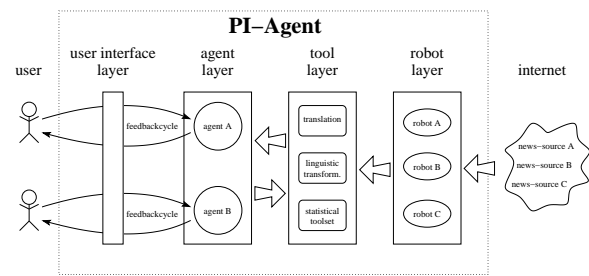 PI–Agent
user
user interface
layer
agent
layer
tool
layer
robot
layer
internet
feedbackcycle
agent A
translation
robot A
news–source A
linguistic
transform.
robot B
news–source B
news–source C
feedbackcycle
agent B
statistical
toolset
robot C